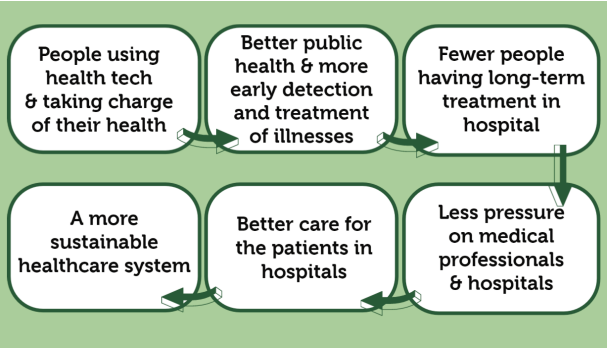 People using
health tech
& taking charge
of their health
Better public
health & more
early detection
and treatment
of illnesses
Fewer people
having long-term
treatment in
hospital
Less pressure
on medical
professionals
& hospitals
Better care for
the patients in
hospitals
A more
sustainable
healthcare system